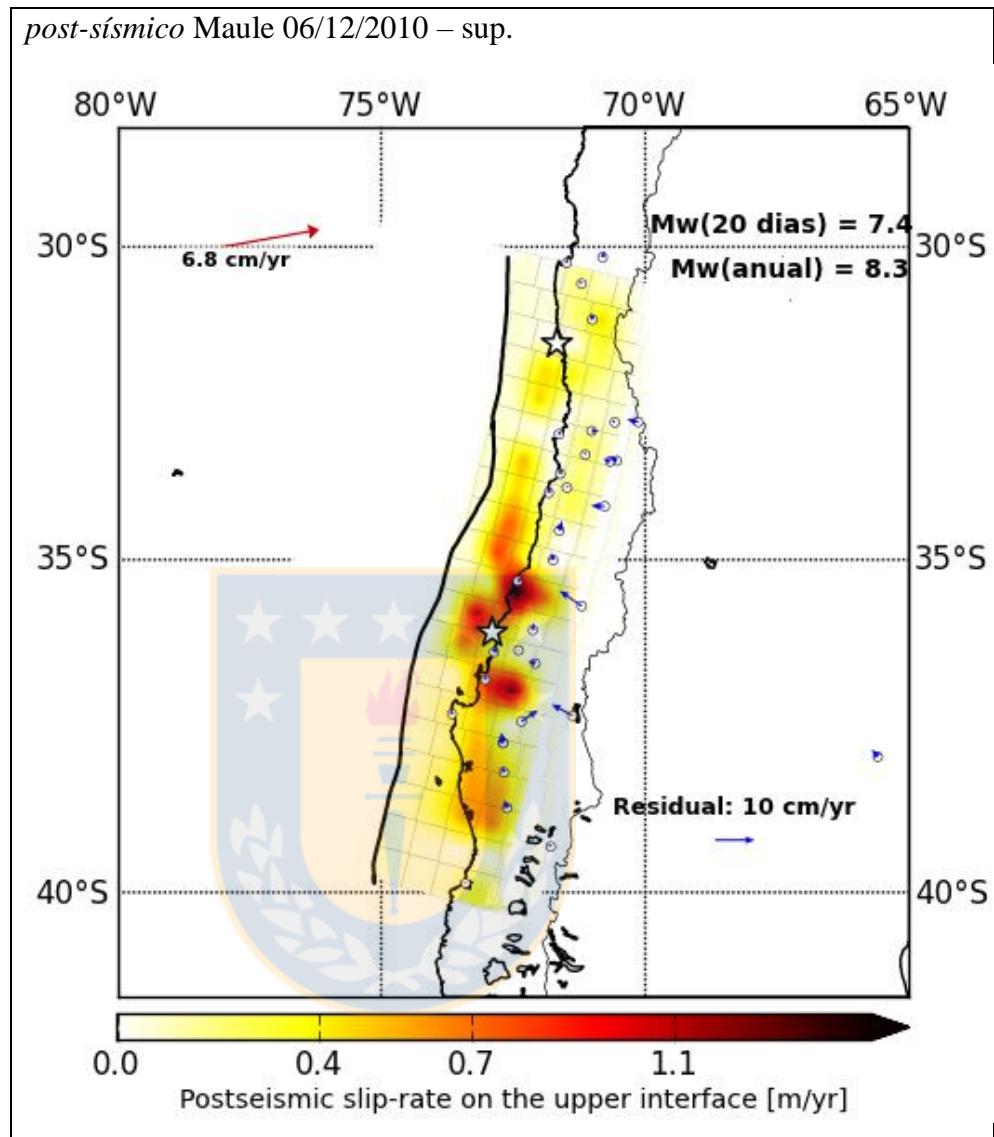 post-sísmico Maule 06/12/2010 – sup.
80°W 75°W 70°W 65°W
Mw(20 dias) = 7.4
30°S 30°S
6.8 cm/yr
Mw(anual) = 8.3
35°S 35°S
Residual: 10 cm/yr
40°S 40°S
0.0 0.4 0.7 1.1
Postseismic slip-rate on the upper interface [m/yr]